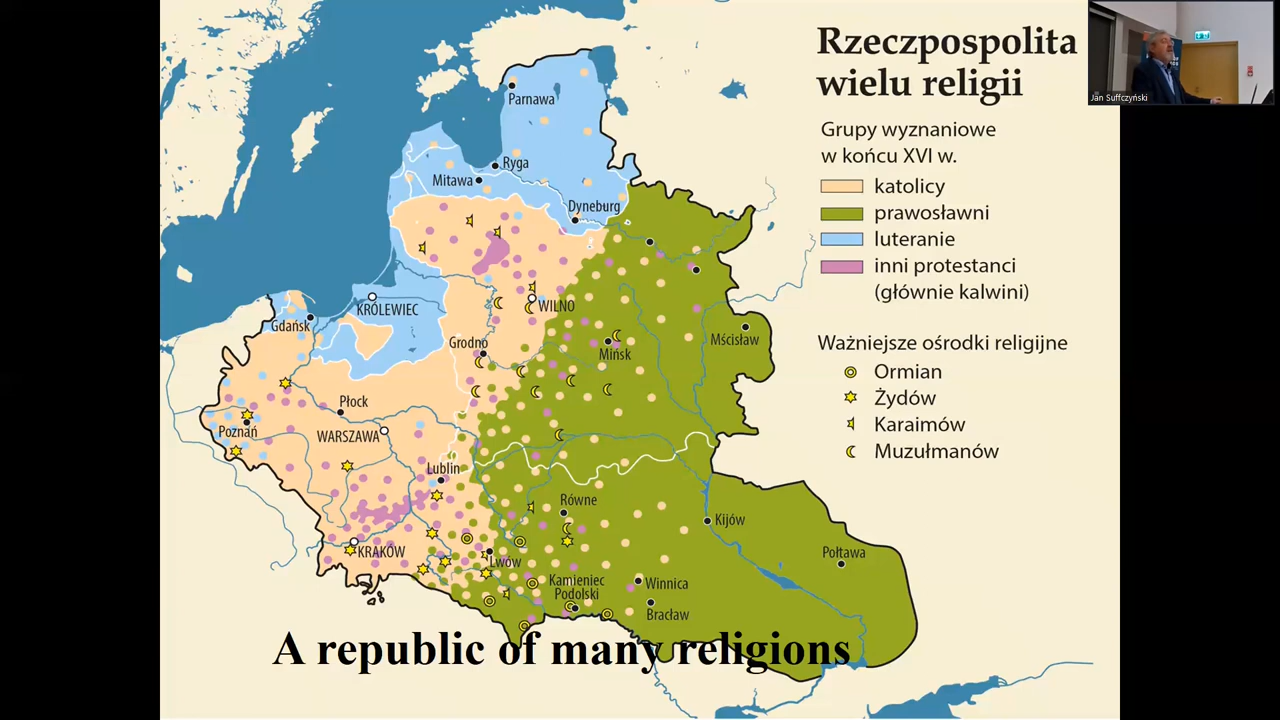 Rzeczpospolita
wielu religii
Jan Suffczyński
Grupy wyznaniowe
w końcu XVI w.
katolicy
prawosławni
luteranie
inni protestanci
(głównie kalwini)
Ważniejsze ośrodki religijne
Ormian
Żydów
Karaimów
Muzułmanów
Parnawa
Ryga
Mitawa
Dyneburg
KRÓLEWIEC
WILNO
Gdańsk
Grodno
Mińsk
Mścisław
Płock
Poznań
WARSZAWA
Lublin
Równe
Kijów
KRAKÓW
Lwów
Połtawa
Kamieniec
Podolski
Winnica
Bracław
A republic of many religions